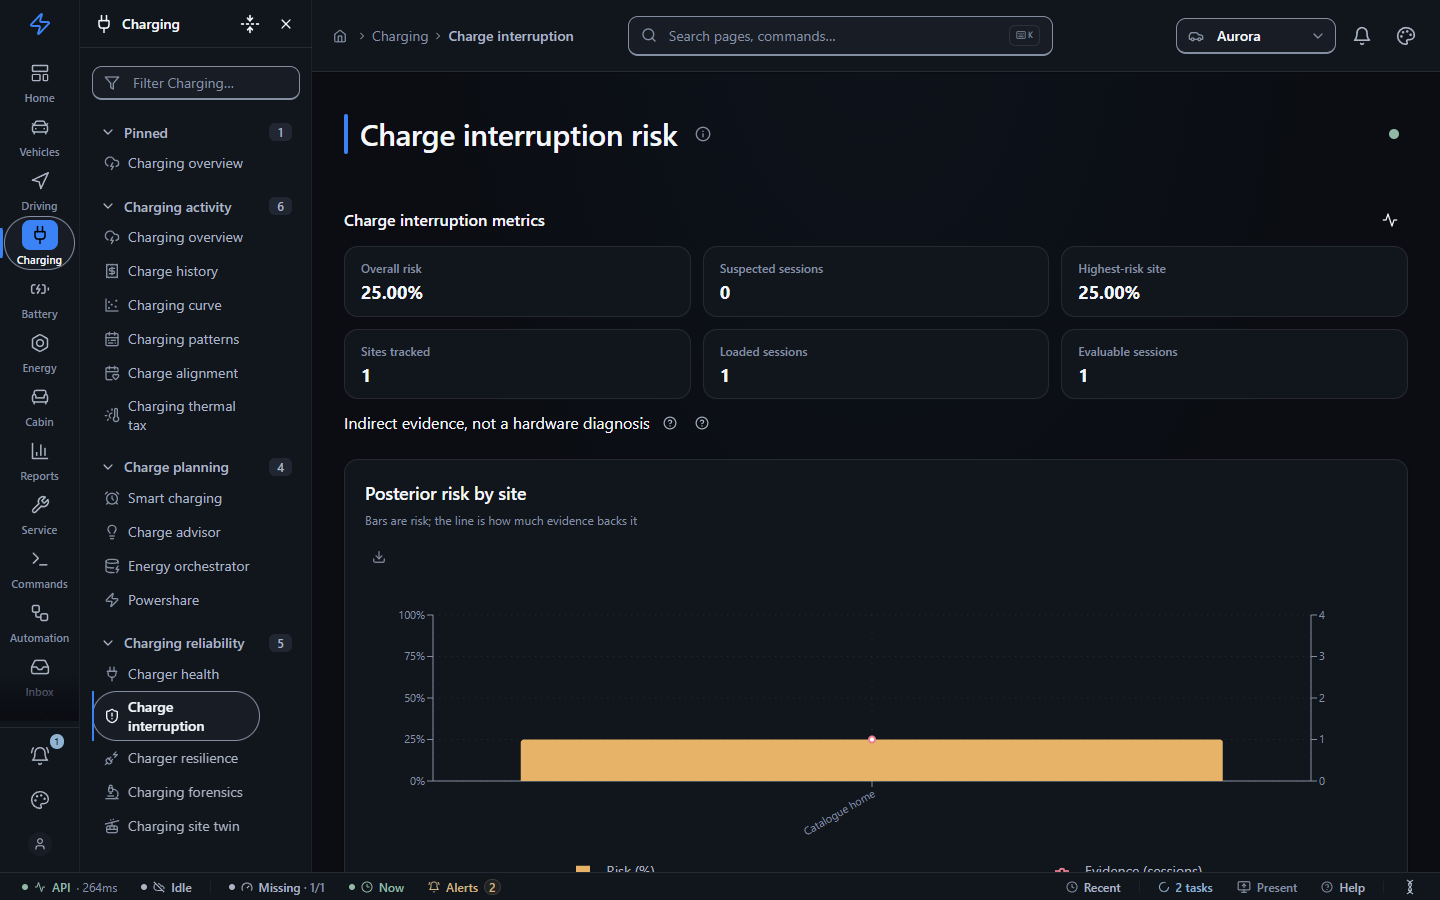 Charging
Charging
Charge interruption
Search pages, commands...
K
Aurora
Home
Vehicles
Driving
Charging
Battery
Energy
Cabin
Reports
Service
Commands
Automation
Inbox
1
Filter Charging...
Pinned
1
Charging overview
Charging activity
6
Charging overview
Charge history
Charging curve
Charging patterns
Charge alignment
Charging thermal
tax
Charge planning
4
Smart charging
Charge advisor
Energy orchestrator
Powershare
Charging reliability
5
Charger health
Charge
interruption
Charger resilience
Charging forensics
Charging site twin
Charge interruption risk
Charge interruption metrics
Overall risk
25.00%
Suspected sessions
0
Highest-risk site
25.00%
Sites tracked
1
Loaded sessions
1
Evaluable sessions
1
Indirect evidence, not a hardware diagnosis
Posterior risk by site
Bars are risk; the line is how much evidence backs it
100%
75%
50%
25%
0%
4
3
2
1
0
Catalogue home
Risk (%)
Evidence (sessions)
API · 264ms
Idle
Missing · 1/1
Now
Alerts 2
Recent
2 tasks
Present
Help